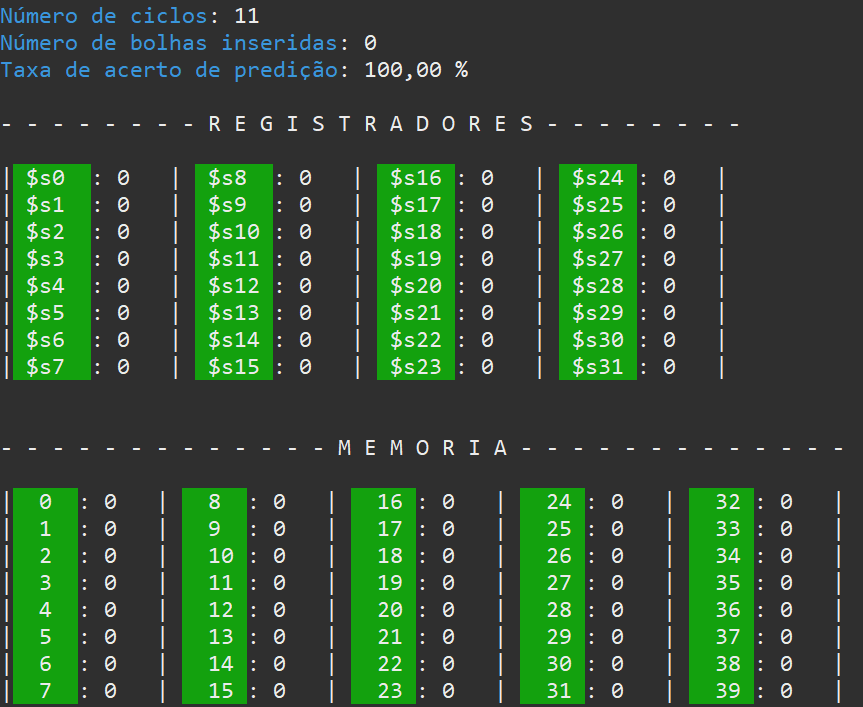 Número de ciclos: 11
Número de bolhas inseridas: 0
Taxa de acerto de predição: 100,00 %
- - - - - - - - R E G I S T R A D O R E S - - - - - - - -
| $s0 : 0 | $s8 : 0 | $s16 : 0 | $s24 : 0 |
| $s1 : 0 | $s9 : 0 | $s17 : 0 | $s25 : 0 |
| $s2 : 0 | $s10 : 0 | $s18 : 0 | $s26 : 0 |
| $s3 : 0 | $s11 : 0 | $s19 : 0 | $s27 : 0 |
| $s4 : 0 | $s12 : 0 | $s20 : 0 | $s28 : 0 |
| $s5 : 0 | $s13 : 0 | $s21 : 0 | $s29 : 0 |
| $s6 : 0 | $s14 : 0 | $s22 : 0 | $s30 : 0 |
| $s7 : 0 | $s15 : 0 | $s23 : 0 | $s31 : 0 |
- - - - - - - - - - - - - M E M O R I A - - - - - - - - - - - - -
| 0 : 0 | 8 : 0 | 16 : 0 | 24 : 0 | 32 : 0 |
| 1 : 0 | 9 : 0 | 17 : 0 | 25 : 0 | 33 : 0 |
| 2 : 0 | 10 : 0 | 18 : 0 | 26 : 0 | 34 : 0 |
| 3 : 0 | 11 : 0 | 19 : 0 | 27 : 0 | 35 : 0 |
| 4 : 0 | 12 : 0 | 20 : 0 | 28 : 0 | 36 : 0 |
| 5 : 0 | 13 : 0 | 21 : 0 | 29 : 0 | 37 : 0 |
| 6 : 0 | 14 : 0 | 22 : 0 | 30 : 0 | 38 : 0 |
| 7 : 0 | 15 : 0 | 23 : 0 | 31 : 0 | 39 : 0 |